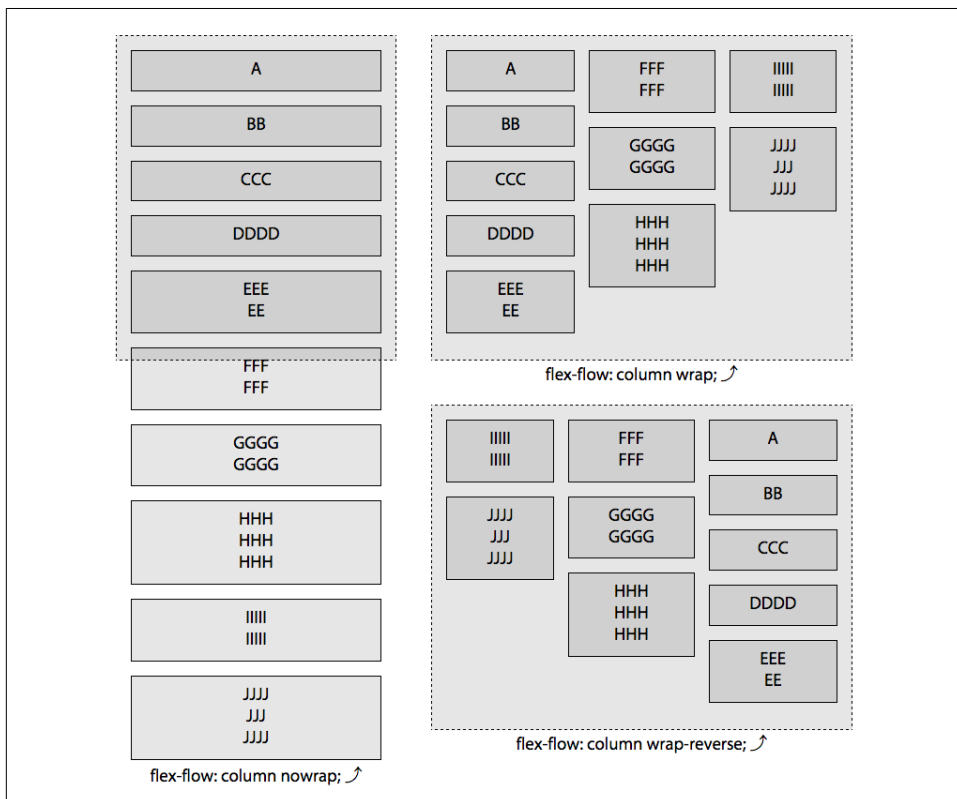 A
BB
CCC
DDDD
EEE
EE
FFF
FFF
GGGG
GGGG
HHH
HHH
HHH
IIIII
IIIII
JJJJ
JJJ
JJJJ
flex-flow: column nowrap;
A
BB
CCC
DDDD
EEE
EE
FFF
FFF
GGGG
GGGG
HHH
HHH
HHH
IIIII
IIIII
JJJJ
JJJ
JJJJ
flex-flow: column wrap;
IIIII
IIIII
JJJJ
JJJ
JJJJ
FFF
FFF
GGGG
GGGG
HHH
HHH
HHH
A
BB
CCC
DDDD
EEE
EE
flex-flow: column wrap-reverse;